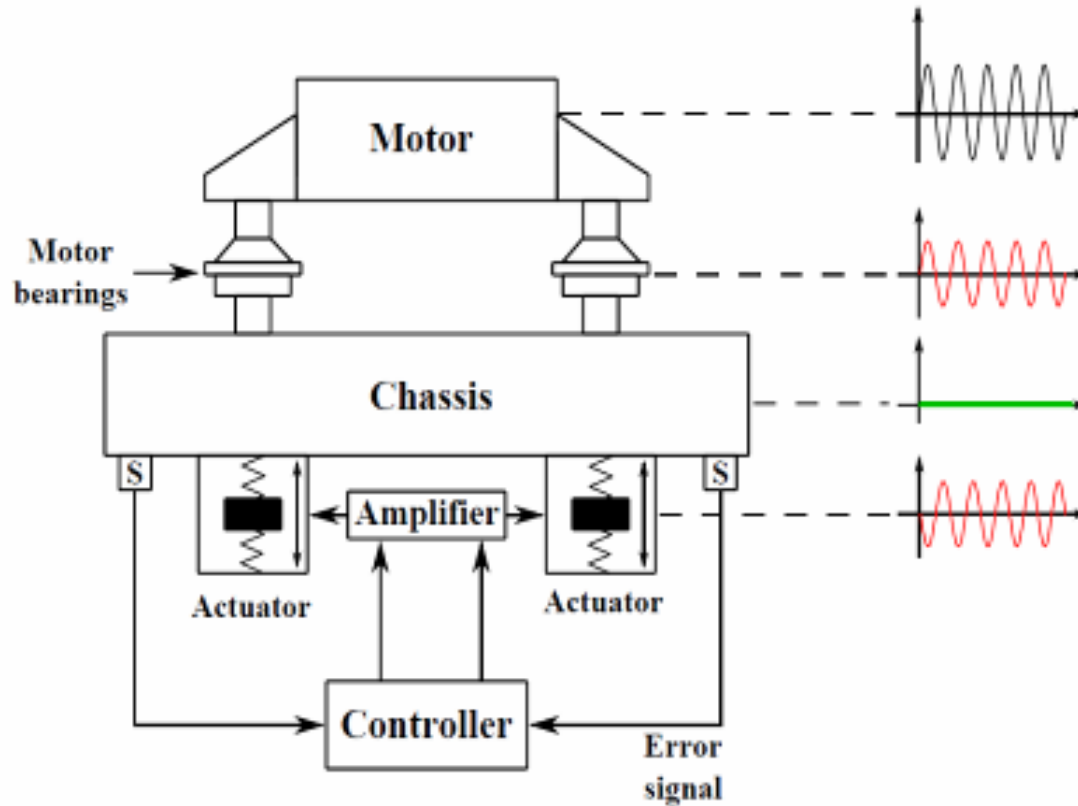 Motor
Motor
bearings
Chassis
S
S
Amplifier
Actuator
Actuator
Controller
Error
signal